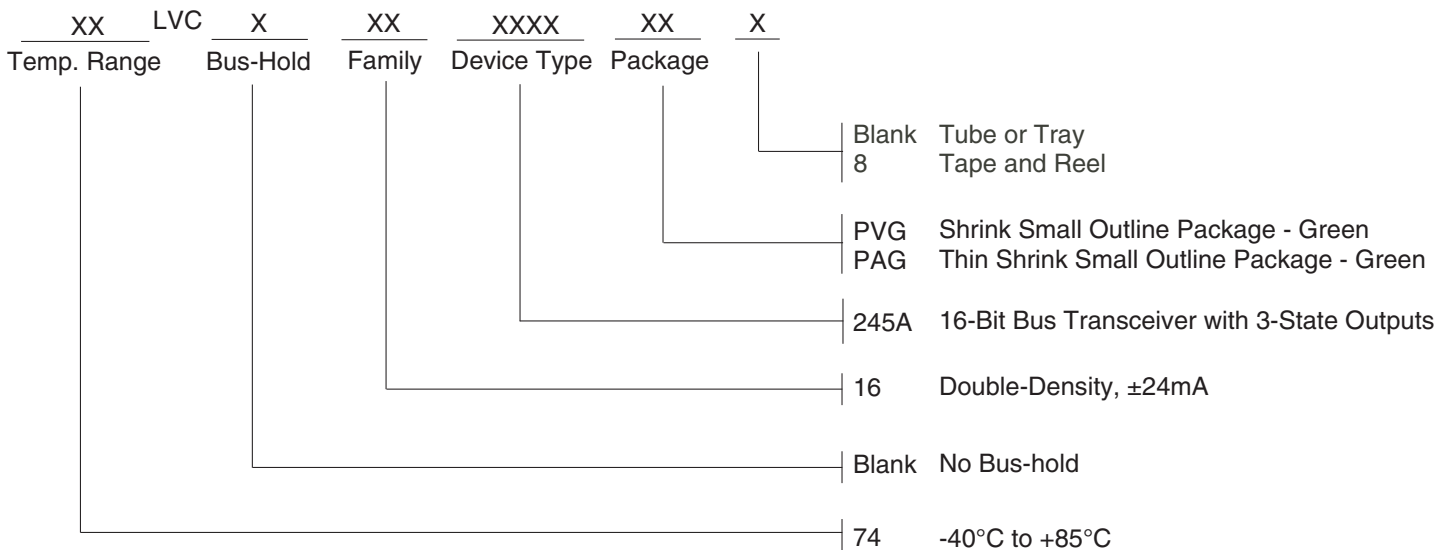 XX LVC X XX XXXX XX X
Temp. Range Bus-Hold Family Device Type Package
Blank Tube or Tray
8 Tape and Reel
PVG Shrink Small Outline Package - Green
PAG Thin Shrink Small Outline Package - Green
245A 16-Bit Bus Transceiver with 3-State Outputs
16 Double-Density, ±24mA
Blank No Bus-hold
74 -40°C to +85°C